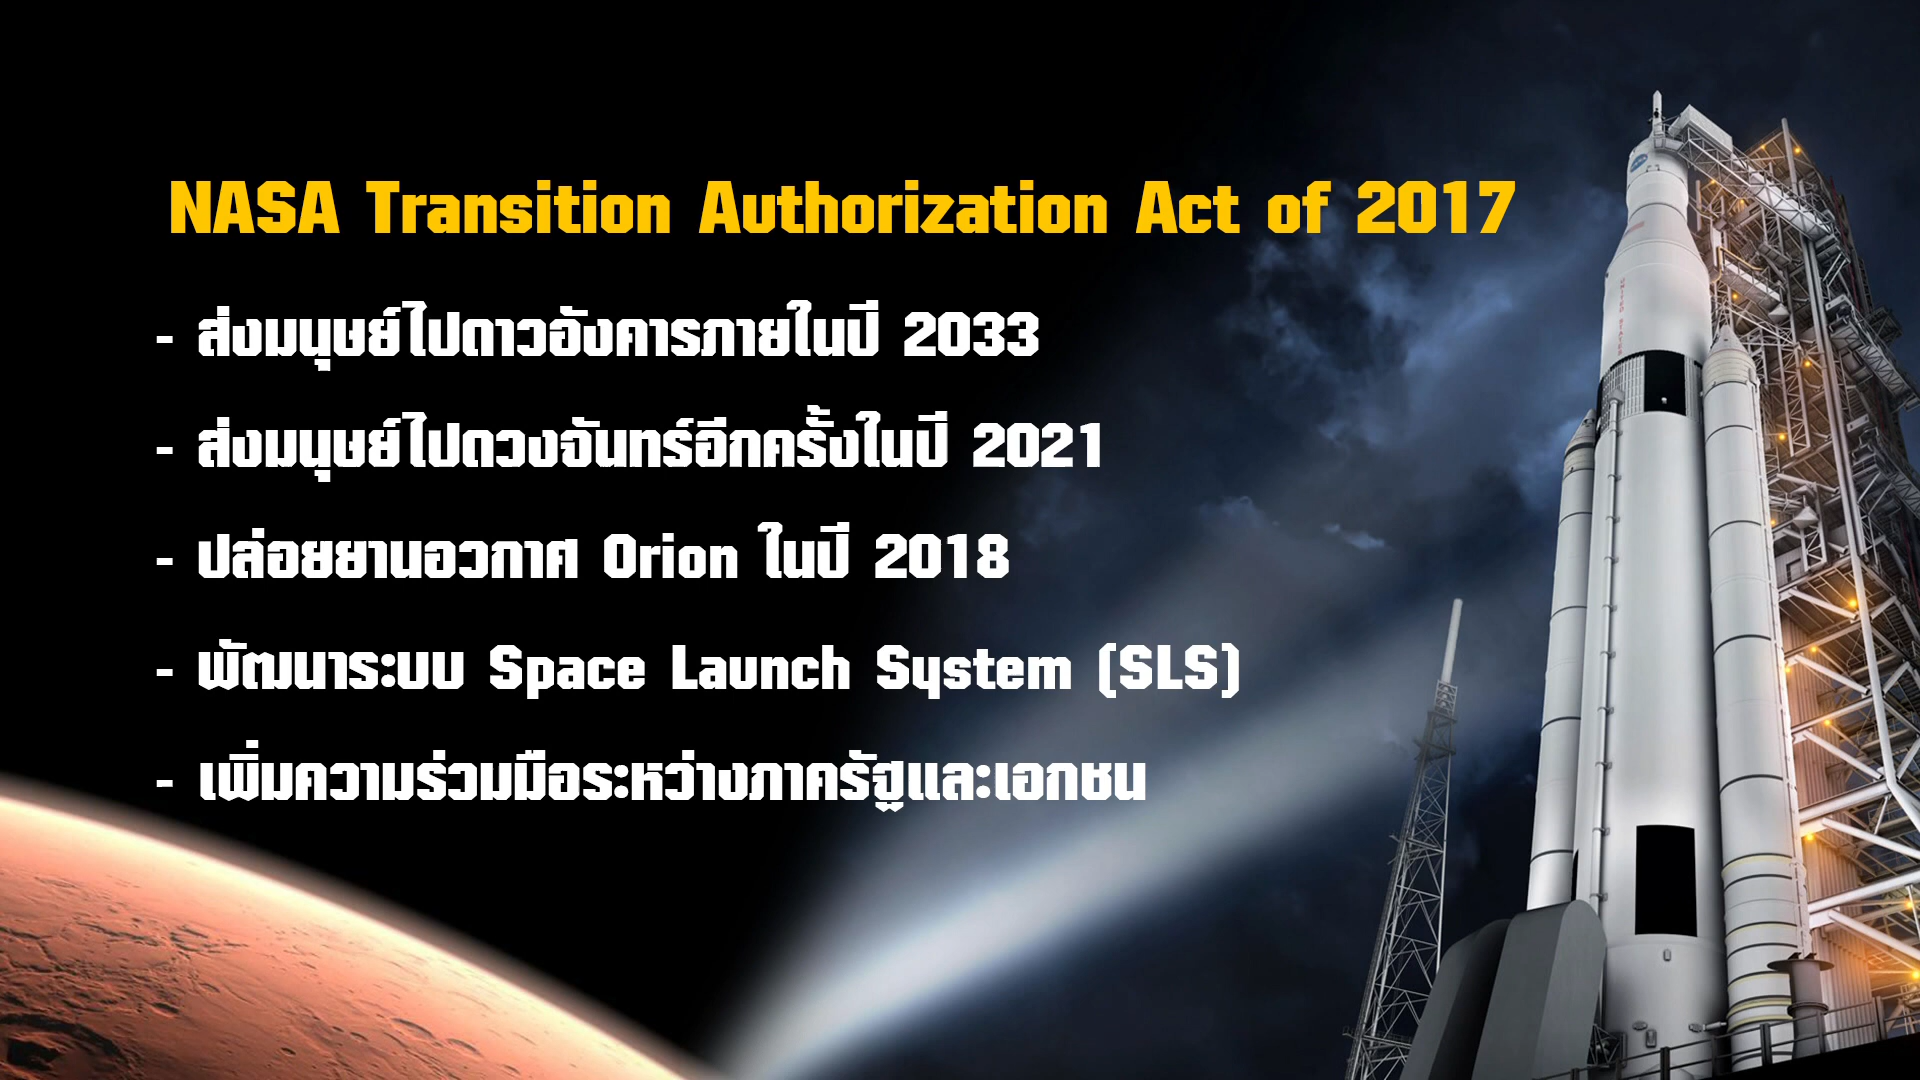 NASA Transition Authorization Act of 2017
- ส่งมนุษย์ไปดาวอังคารภายในปี 2033
- ส่งมนุษย์ไปดวงจันทร์อีกครั้งในปี 2021
- ปล่อยยานอวกาศ Orion ในปี 2018
- พัฒนาระบบ Space Launch System (SLS)
- เพิ่มความร่วมมือระหว่างภาครัฐและเอกชน
UNITED STATES